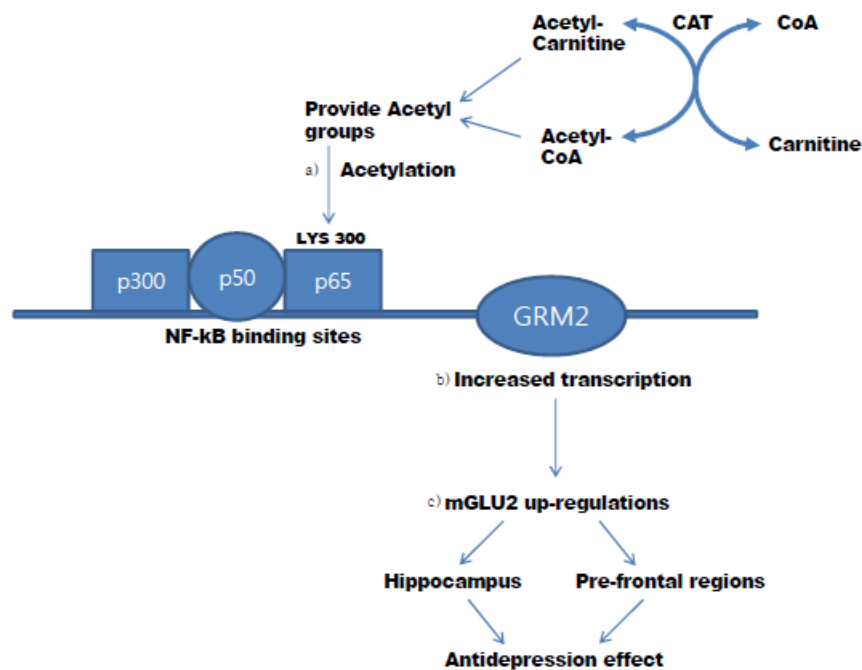 Acetyl-
Carnitine
CAT
CoA
Provide Acetyl
groups
Acetyl-
CoA
Carnitine
a) Acetylation
LYS 300
p300
p50
p65
GRM2
NF-kB binding sites
b) Increased transcription
c) mGLU2 up-regulations
Hippocampus
Pre-frontal regions
Antidepression effect